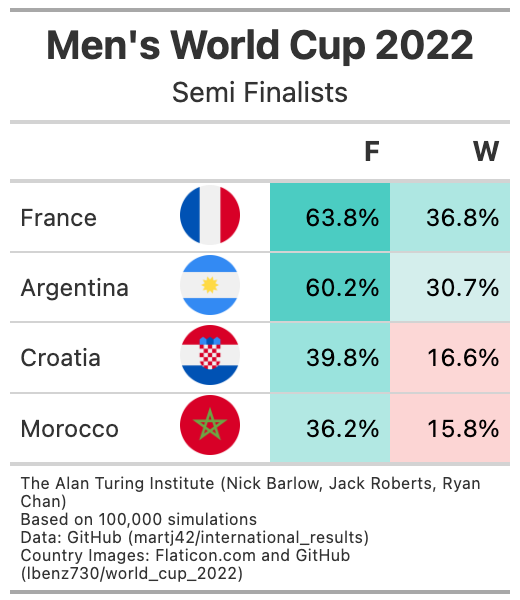 Men's World Cup 2022
Semi Finalists
F W
France 63.8% 36.8%
Argentina 60.2% 30.7%
Croatia 39.8% 16.6%
Morocco 36.2% 15.8%
The Alan Turing Institute (Nick Barlow, Jack Roberts, Ryan
Chan)
Based on 100,000 simulations
Data: GitHub (martj42/international_results)
Country Images: Flaticon.com and GitHub
(lbenz730/world_cup_2022)